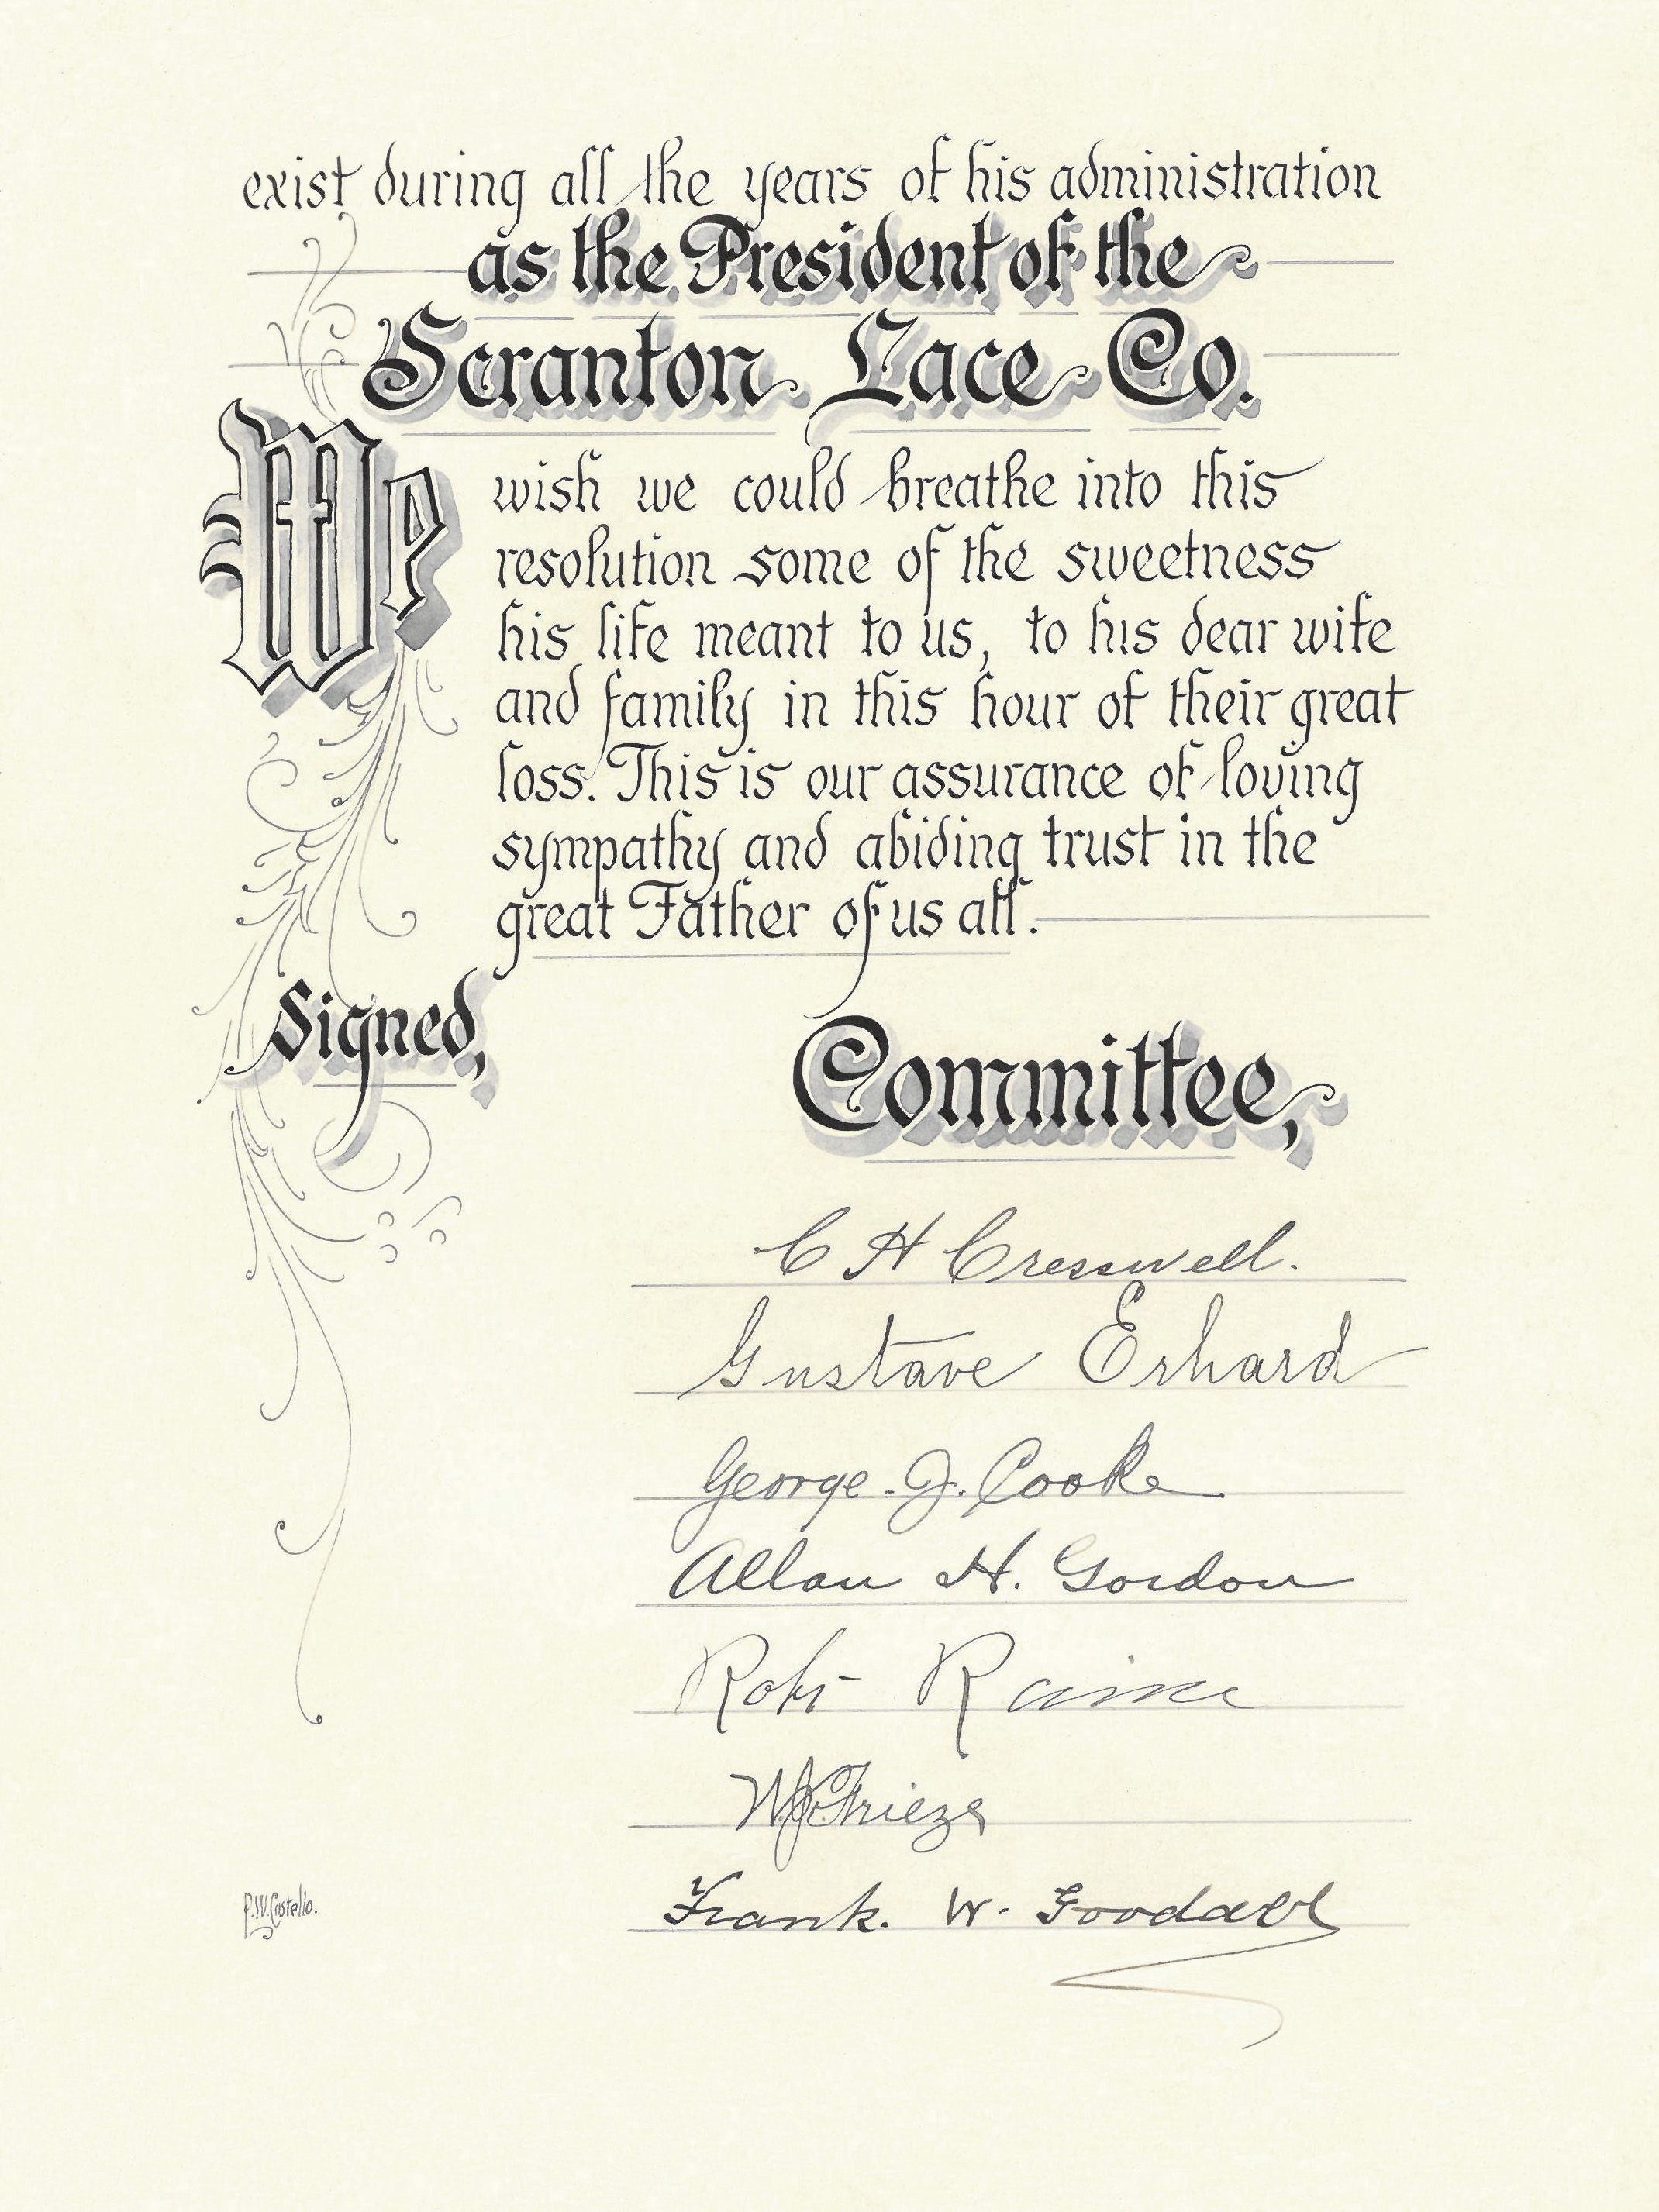 exist during all the years of his administration
as the President of the
Scranton Lace Co.
We wish we could breathe into this
resolution some of the sweetness
his life meant to us, to his dear wife
and family in this hour of their great
loss. This is our assurance of loving
sympathy and abiding trust in the
great Father of us all.
Signed,
Committee,
C H Cresswell.
Gustave Erhard
George. J. Cooke
Allan H. Gordon
Robt Raine
Frieze
Frank. W. Goodall
P.W. Costello.